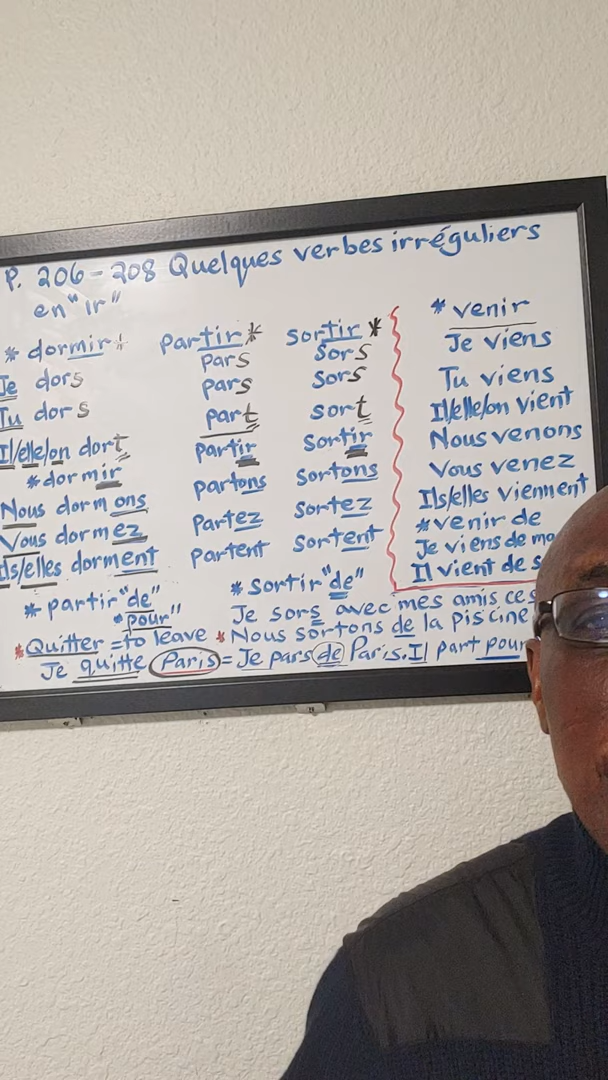 P. 206-208 Quelques verbes irréguliers
en "ir"
* dormir *
Je dors
Tu dors
Il/elle/on dort
* dormir
Nous dormons
Vous dormez
Ils/elles dorment
partir *
pars
pars
part
partir
partons
partez
partent
sortir *
sors
sors
sort
sortir
sortons
sortez
sortent
* venir
Je viens
Tu viens
Il/elle/on vient
Nous venons
Vous venez
Ils/elles viennent
* venir de
Je viens de
Il vient de
* partir "de"
* pour"
* sortir "de"
Je sors avec mes amis ces
* Quitter = to leave * Nous sortons de la piscine
Je quitte Paris = Je pars de Paris. Il part pour